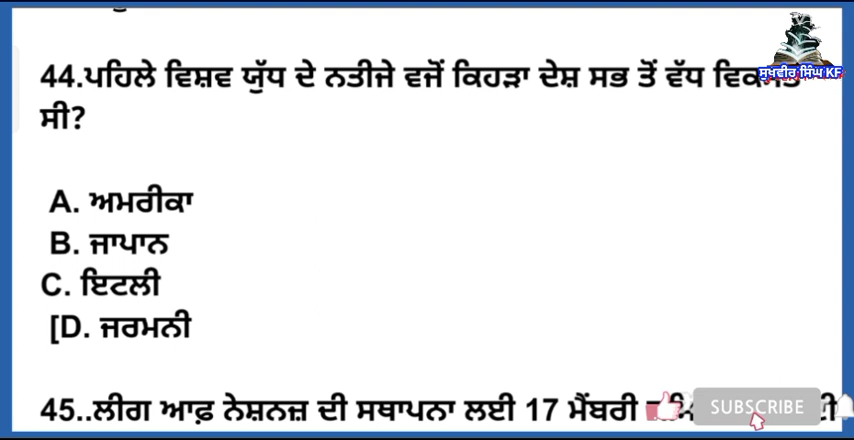 44.ਪਹਿਲੇ ਵਿਸ਼ਵ ਯੁੱਧ ਦੇ ਨਤੀਜੇ ਵਜੋਂ ਕਿਹੜਾ ਦੇਸ਼ ਸਭ ਤੋਂ ਵੱਧ
ਸੀ?
A. ਅਮਰੀਕਾ
B. ਜਾਪਾਨ
C. ਇਟਲੀ
[D. ਜਰਮਨੀ
45..ਲੀਗ ਆਫ਼ ਨੇਸ਼ਨਜ਼ ਦੀ ਸਥਾਪਨਾ ਲਈ 17 ਮੈਂਬਰੀ
ਸੁਖਵੀਰ ਸਿੰਘ KF
SUBSCRIBE